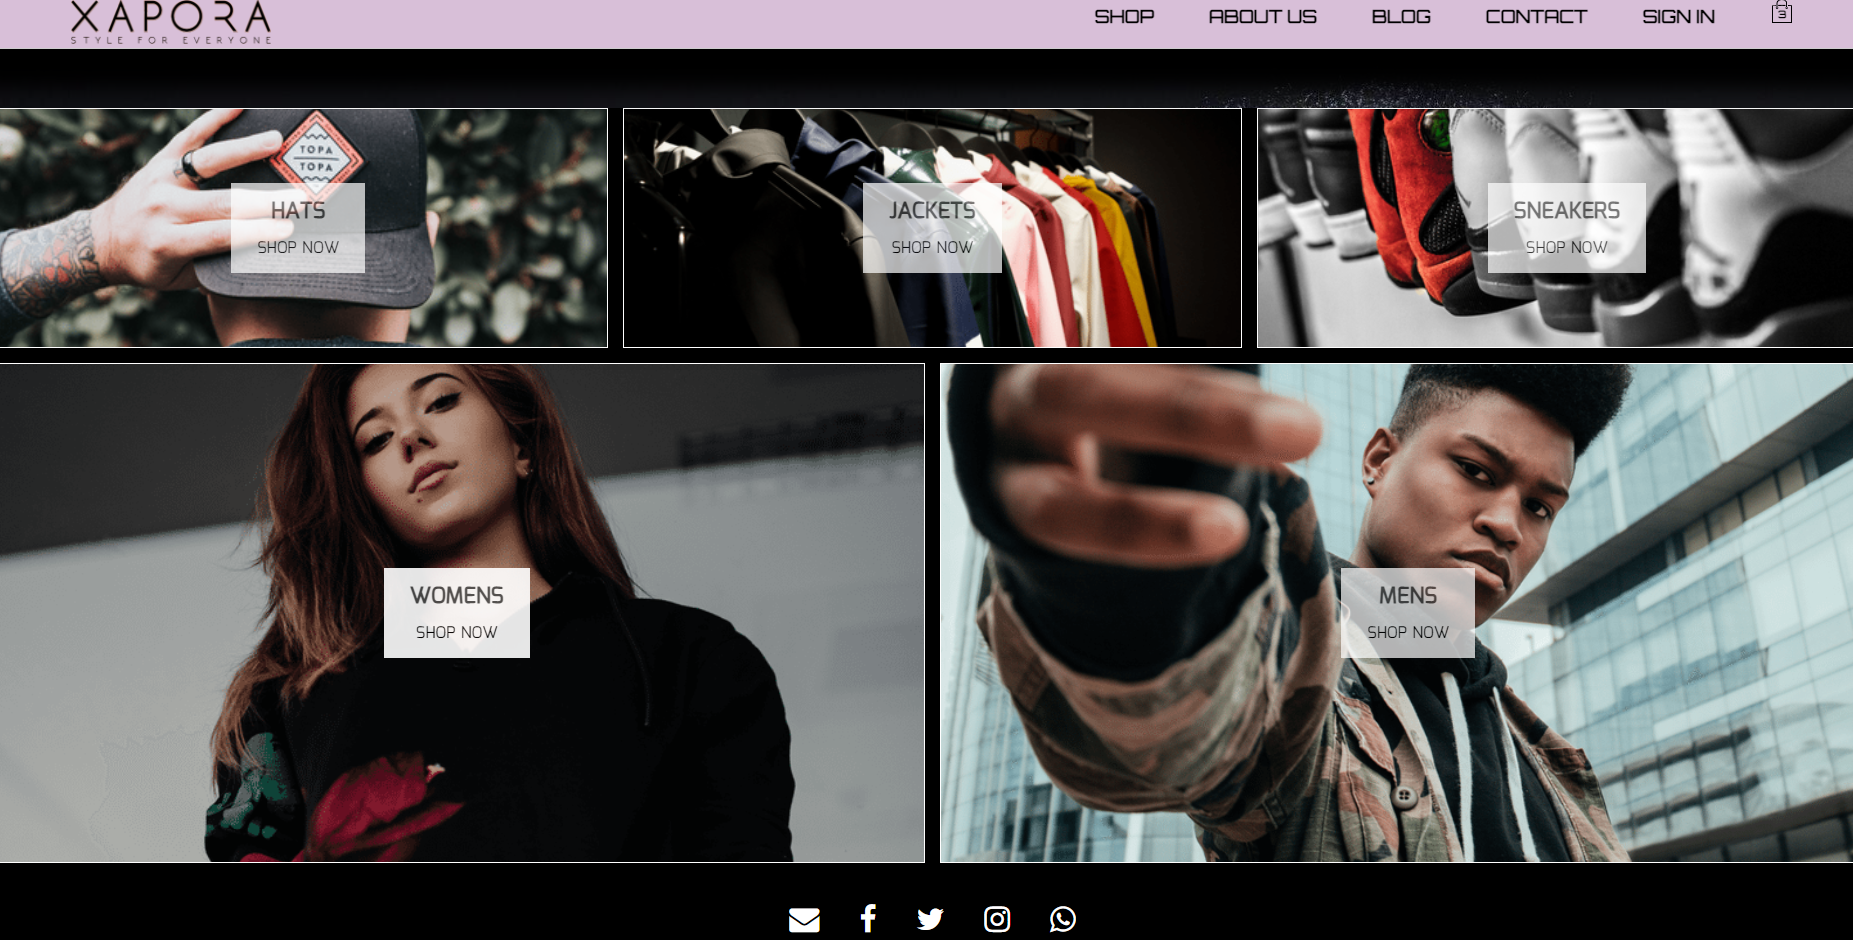 XAPORA
STYLE FOR EVERYONE
SHOP ABOUT US BLOG CONTACT SIGN IN 3
TOPA
TOPA
HATS
SHOP NOW
JACKETS
SHOP NOW
SNEAKERS
SHOP NOW
WOMENS
SHOP NOW
MENS
SHOP NOW